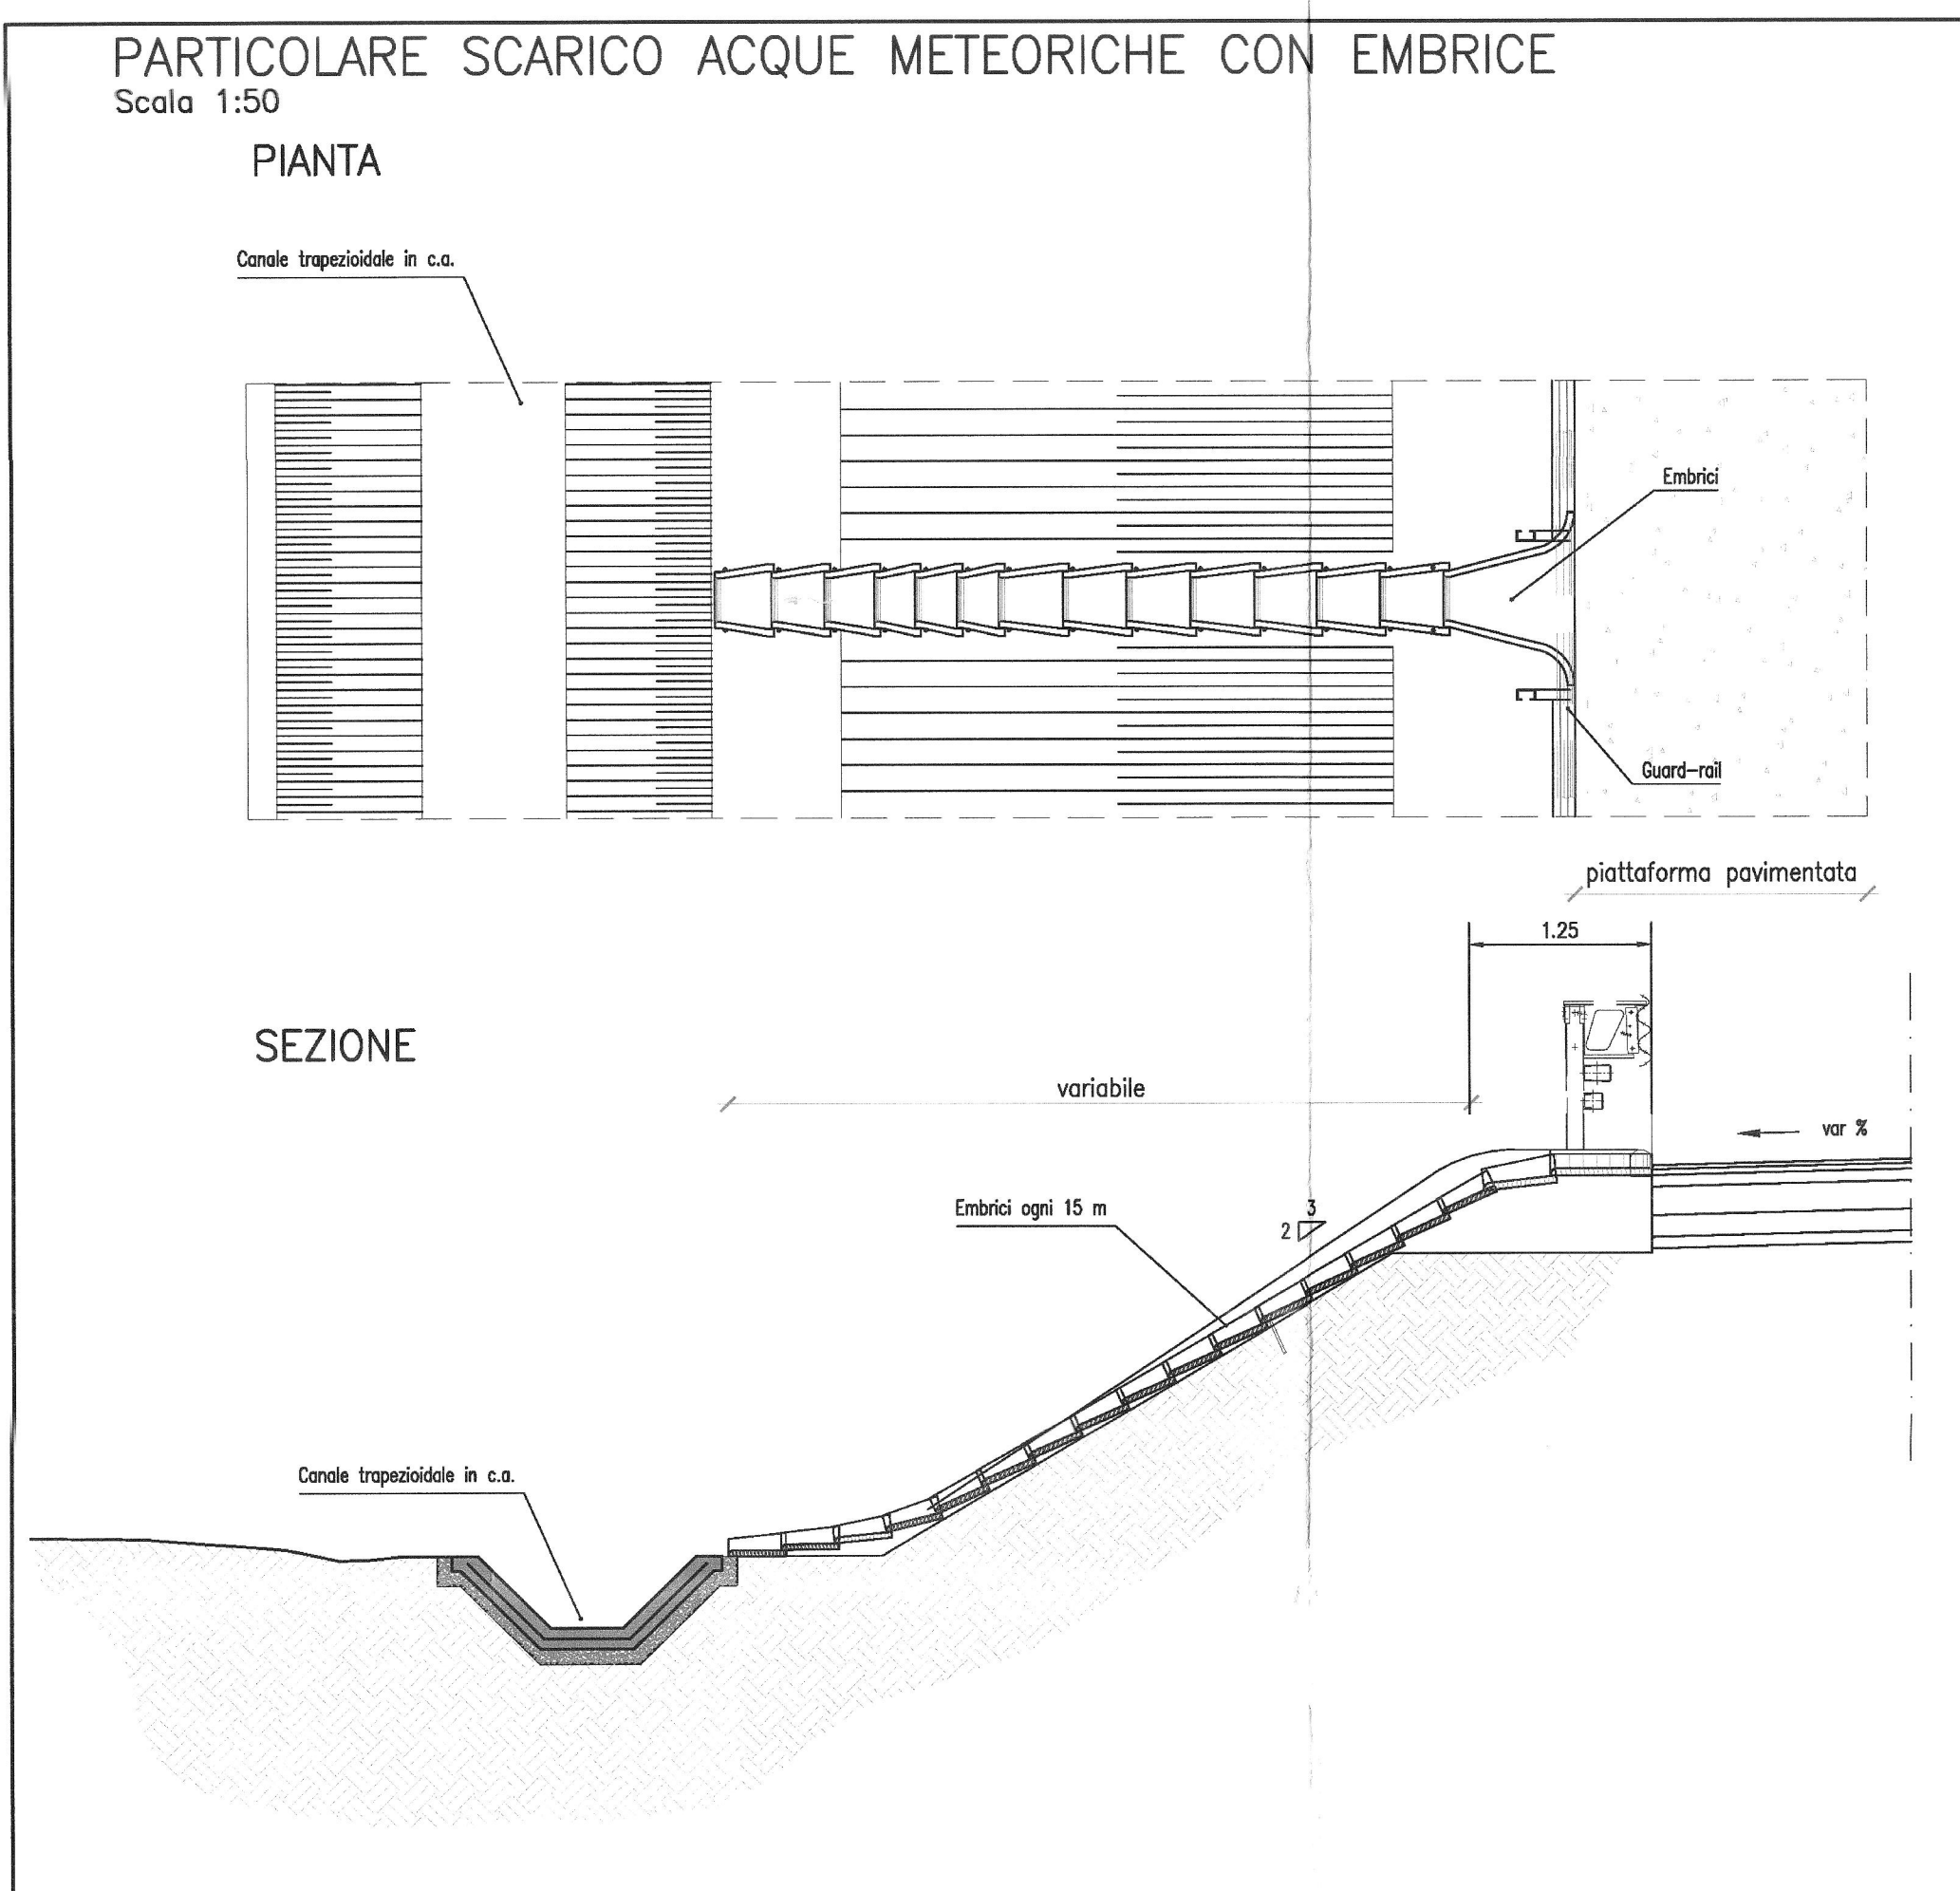 PARTICOLARE SCARICO ACQUE METEORICHE CON EMBRICE
Scala 1:50
PIANTA
Canale trapezioidale in c.a.
Embrici
Guard-rail
piattaforma pavimentata
1.25
SEZIONE
variabile
var %
Embrici ogni 15 m
3
2
Canale trapezioidale in c.a.